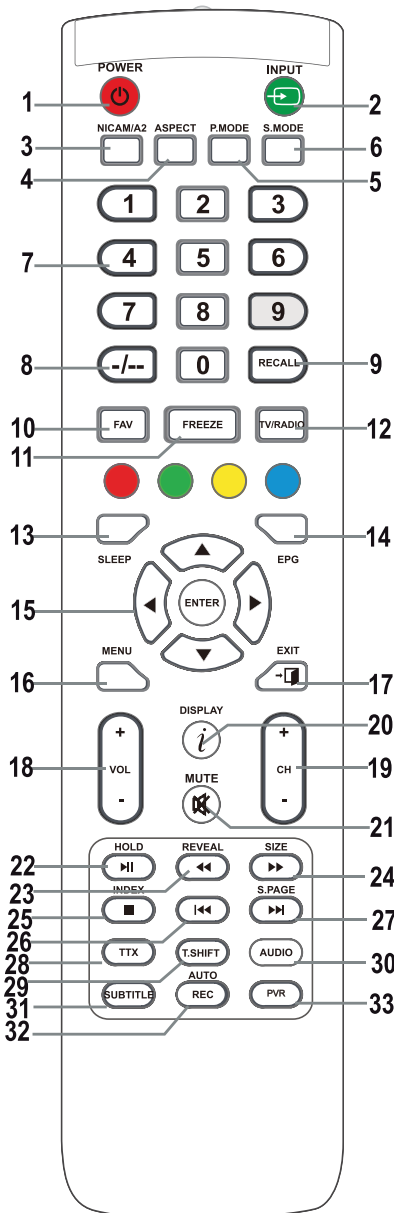 POWER INPUT
1 2
NICAM/A2 ASPECT P.MODE S.MODE
3 6
4 5
1 2 3
7 4 5 6
7 8 9
8 -/-- 0 RECALL 9
10 FAV FREEZE TV/RADIO 12
11
13 14
SLEEP EPG
15 ENTER
MENU EXIT
16 17
DISPLAY
+ i 20 +
18 VOL CH 19
MUTE
- 21 -
HOLD REVEAL SIZE
22
23 24
INDEX S.PAGE
25
26 27
28 TTX T.SHIFT AUDIO 30
29
AUTO
31 SUBTITLE REC PVR 33
32